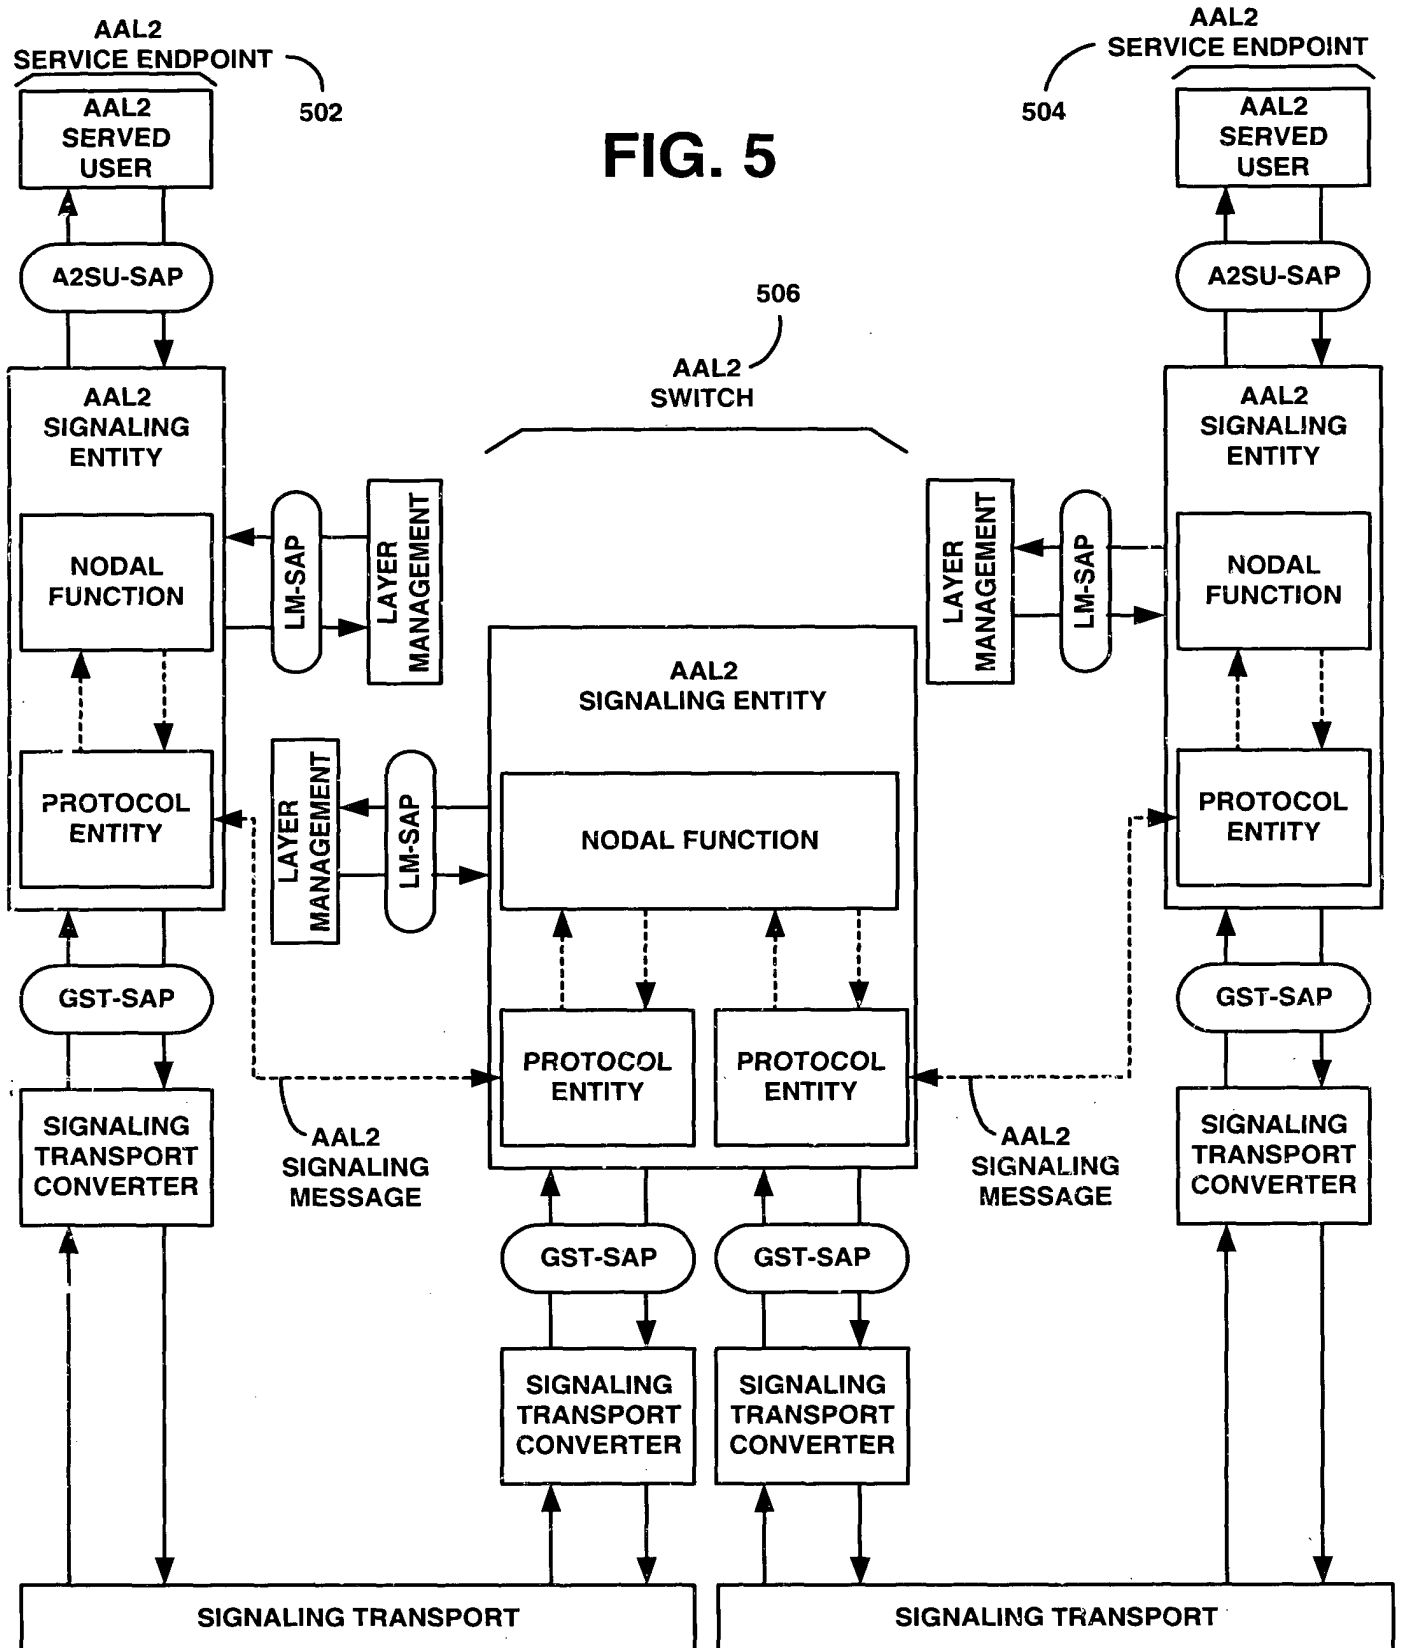 AAL2
SERVICE ENDPOINT
502
AAL2
SERVED
USER
A2SU-SAP
AAL2
SIGNALING
ENTITY
NODAL
FUNCTION
PROTOCOL
ENTITY
LM-SAP
LAYER
MANAGEMENT
GST-SAP
SIGNALING
TRANSPORT
CONVERTER
FIG. 5
506
AAL2
SWITCH
AAL2
SIGNALING ENTITY
NODAL FUNCTION
LAYER
MANAGEMENT
LM-SAP
PROTOCOL
ENTITY
PROTOCOL
ENTITY
AAL2
SIGNALING
MESSAGE
AAL2
SIGNALING
MESSAGE
GST-SAP
GST-SAP
SIGNALING
TRANSPORT
CONVERTER
SIGNALING
TRANSPORT
CONVERTER
AAL2
SERVICE ENDPOINT
504
AAL2
SERVED
USER
A2SU-SAP
AAL2
SIGNALING
ENTITY
LAYER
MANAGEMENT
LM-SAP
NODAL
FUNCTION
PROTOCOL
ENTITY
GST-SAP
SIGNALING
TRANSPORT
CONVERTER
SIGNALING TRANSPORT
SIGNALING TRANSPORT